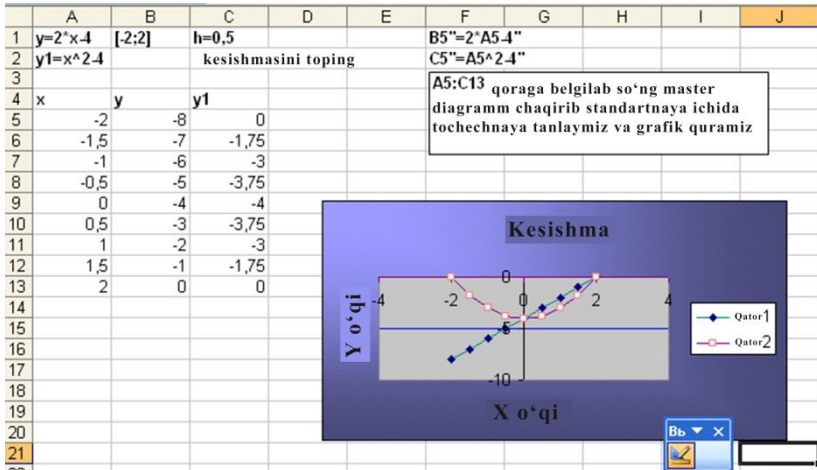 A B C D E F G H I J
1 y=2*x-4 [-2;2] h=0,5 B5"=2*A5-4"
2 y1=x^2-4 kesishmasini toping C5"=A5^2-4"
3
A5:C13 qoraga belgilab so‘ng master
diagramm chaqirib standartnaya ichida
tochechnaya tanlaymiz va grafik quramiz
4 x y y1
5 -2 -8 0
6 -1,5 -7 -1,75
7 -1 -6 -3
8 -0,5 -5 -3,75
9 0 -4 -4
10 0,5 -3 -3,75
11 1 -2 -3
12 1,5 -1 -1,75
13 2 0 0
14
15
16
17
18
19
20
21
Kesishma
0
-4 -2 0 2 4
-5
-10
Y o‘qi
X o‘qi
Qator1
Qator2
Вь